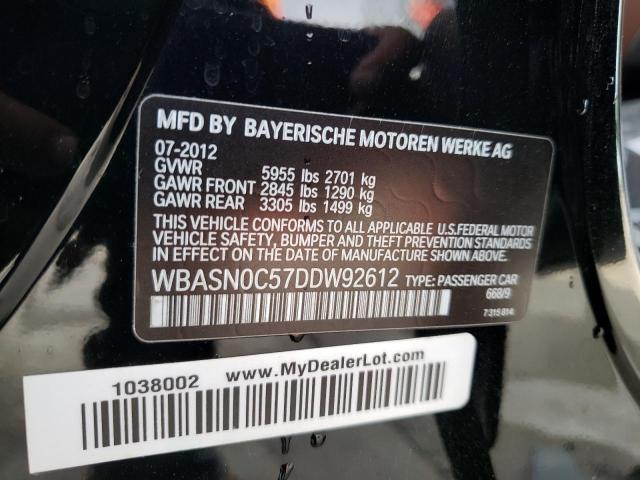 MFD BY BAYERISCHE MOTOREN WERKE AG
07-2012
GVWR 5955 lbs 2701 kg
GAWR FRONT 2845 lbs 1290 kg
GAWR REAR 3305 lbs 1499 kg
THIS VEHICLE CONFORMS TO ALL APPLICABLE U.S.FEDERAL MOTOR
VEHICLE SAFETY, BUMPER, AND THEFT PREVENTION STANDARDS
IN EFFECT ON THE DATE OF MANUFACTURE SHOWN ABOVE.
WBASN0C57DDW92612 TYPE: PASSENGER CAR
668/9
7 315 814
1038002 www.MyDealerLot.com